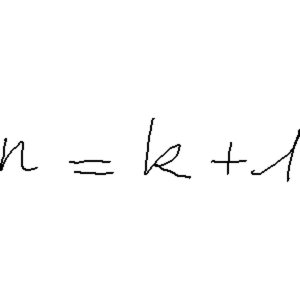 n = k + 1